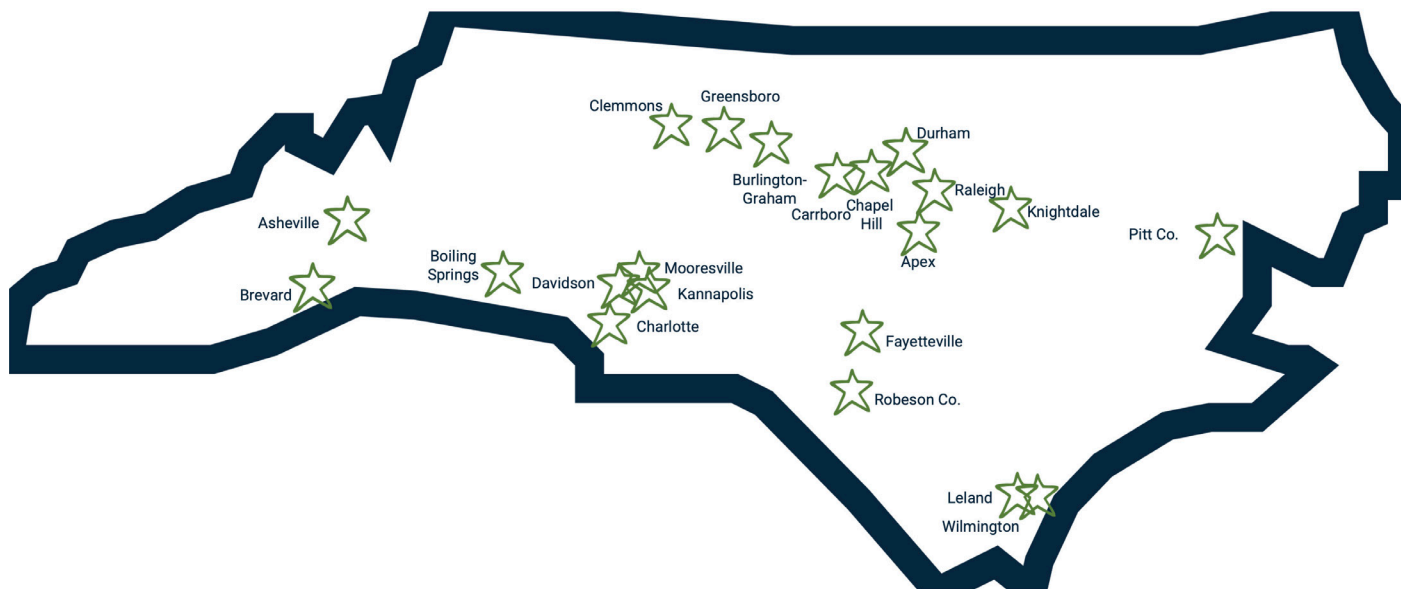 Greensboro
Clemmons
Durham
Burlington-
Graham
Carrboro
Chapel
Hill
Raleigh
Knightdale
Apex
Asheville
Pitt Co.
Boiling
Springs
Davidson
Mooresville
Kannapolis
Brevard
Charlotte
Fayetteville
Robeson Co.
Leland
Wilmington